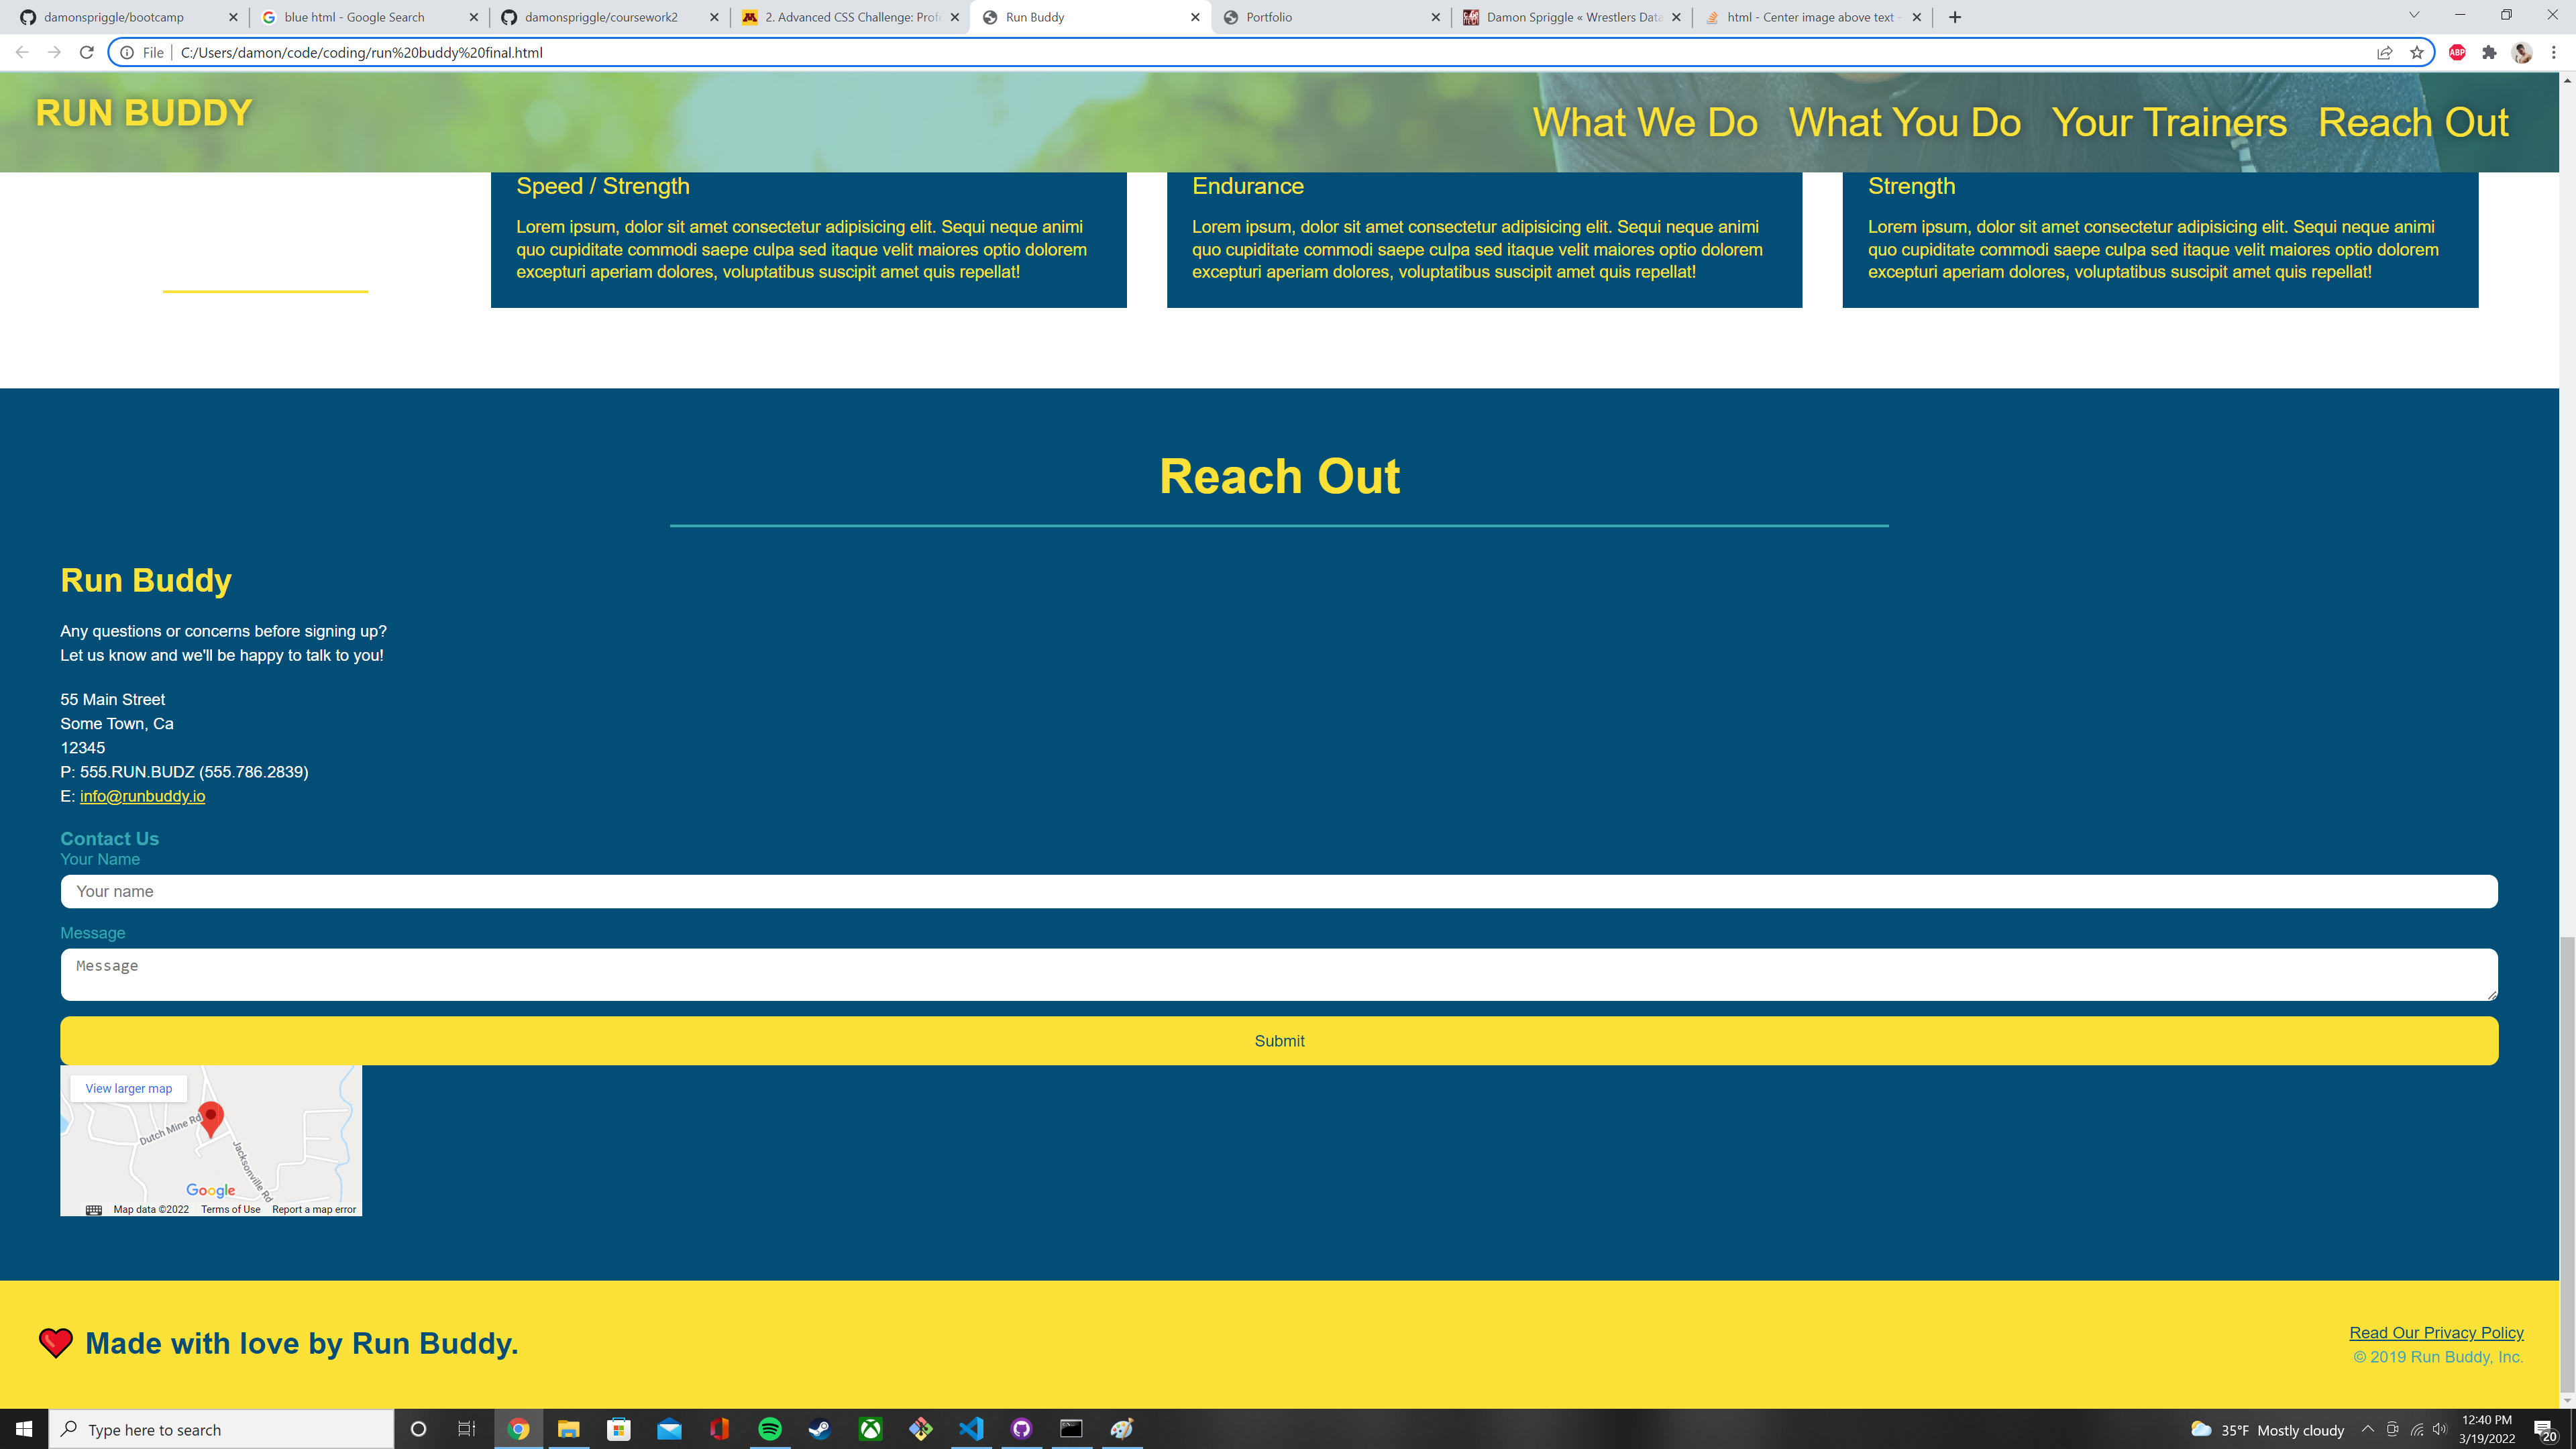 damonspriggle/bootcamp
blue html - Google Search
damonspriggle/coursework2
2. Advanced CSS Challenge: Prof
Run Buddy
Portfolio
Damon Spriggle « Wrestlers Data
html - Center image above text -
File
C:/Users/damon/code/coding/run%20buddy%20final.html
ABP
RUN BUDDY
What We Do
What You Do
Your Trainers
Reach Out
Speed / Strength
Lorem ipsum, dolor sit amet consectetur adipisicing elit. Sequi neque animi
quo cupiditate commodi saepe culpa sed itaque velit maiores optio dolorem
excepturi aperiam dolores, voluptatibus suscipit amet quis repellat!
Endurance
Lorem ipsum, dolor sit amet consectetur adipisicing elit. Sequi neque animi
quo cupiditate commodi saepe culpa sed itaque velit maiores optio dolorem
excepturi aperiam dolores, voluptatibus suscipit amet quis repellat!
Strength
Lorem ipsum, dolor sit amet consectetur adipisicing elit. Sequi neque animi
quo cupiditate commodi saepe culpa sed itaque velit maiores optio dolorem
excepturi aperiam dolores, voluptatibus suscipit amet quis repellat!
Reach Out
Run Buddy
Any questions or concerns before signing up?
Let us know and we'll be happy to talk to you!
55 Main Street
Some Town, Ca
12345
P: 555.RUN.BUDZ (555.786.2839)
E: info@runbuddy.io
Contact Us
Your Name
Your name
Message
Message
Submit
View larger map
Dutch Mine Rd
Jacksonville Rd
Google
Map data ©2022
Terms of Use
Report a map error
Made with love by Run Buddy.
Read Our Privacy Policy
© 2019 Run Buddy, Inc.
Type here to search
35°F Mostly cloudy
12:40 PM
3/19/2022
20